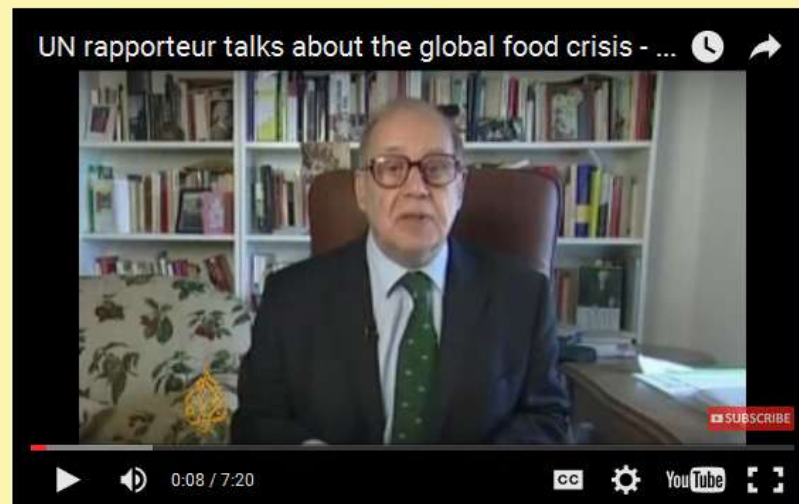 UN rapporteur talks about the global food crisis - ...
SUBSCRIBE
0:08 / 7:20
CC
YouTube